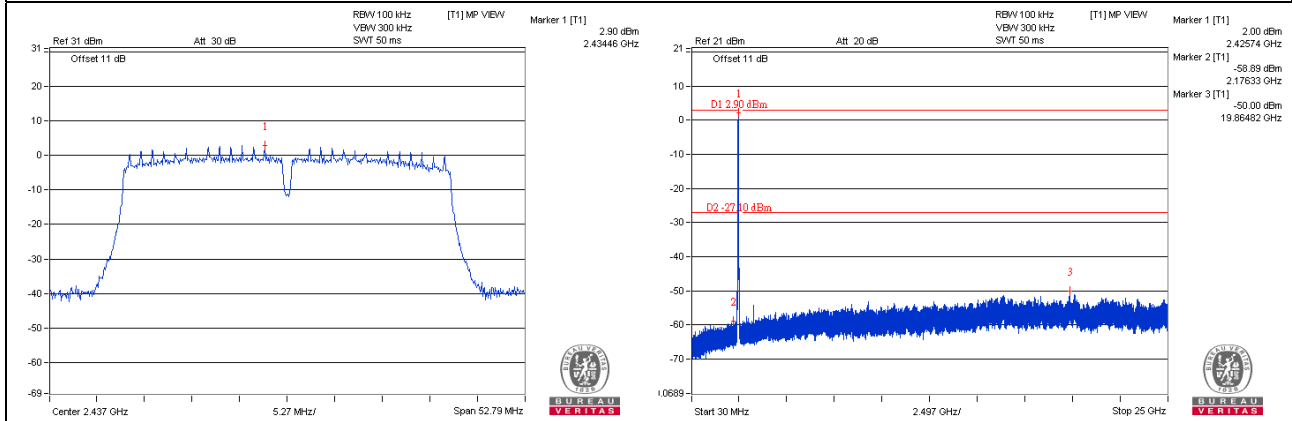 RBW 100 kHz
VBW 300 kHz
SWT 50 ms
[T1] MP VIEW
Ref 31 dBm
Att 30 dB
Marker 1 [T1]
2.90 dBm
2.43446 GHz
31
Offset 11 dB
20
10
1
0
-10
-20
-30
-40
-50
-60
-69
Center 2.437 GHz
5.27 MHz/
Span 52.79 MHz
BUREAU VERITAS
1828
BUREAU
VERITAS
RBW 100 kHz
VBW 300 kHz
SWT 50 ms
[T1] MP VIEW
Ref 21 dBm
Att 20 dB
Marker 1 [T1]
2.00 dBm
2.42574 GHz
Marker 2 [T1]
-58.89 dBm
2.17633 GHz
Marker 3 [T1]
-50.00 dBm
19.86482 GHz
21
Offset 11 dB
10
1
D1 2.90 dBm
0
-10
-20
D2 -27.10 dBm
-30
-40
-50
3
2
-60
-70
.0689
Start 30 MHz
2.497 GHz/
Stop 25 GHz
BUREAU VERITAS
1828
BUREAU
VERITAS